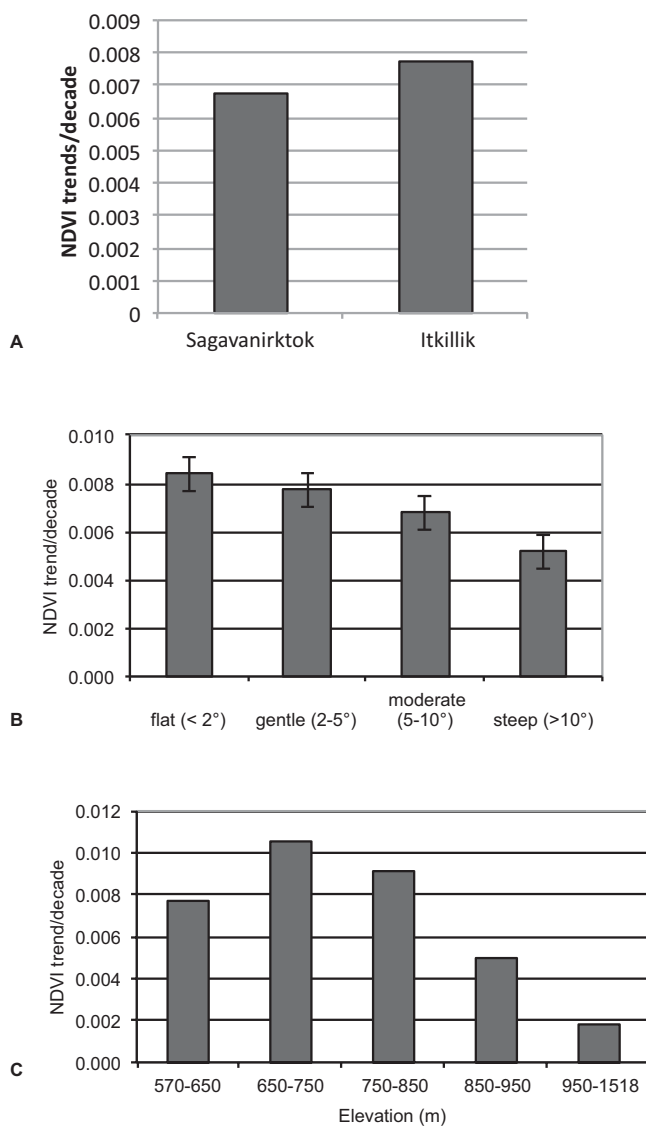 0.009
0.008
0.007
0.006
0.005
0.004
0.003
0.002
0.001
0
NDVI trends/decade
Sagavanirktok Itkillik
A
0.010
0.008
0.006
0.004
0.002
0.000
NDVI trend/decade
flat (< 2°) gentle (2-5°) moderate (5-10°) steep (>10°)
B
0.012
0.010
0.008
0.006
0.004
0.002
0.000
NDVI trend/decade
570-650 650-750 750-850 850-950 950-1518
Elevation (m)
C